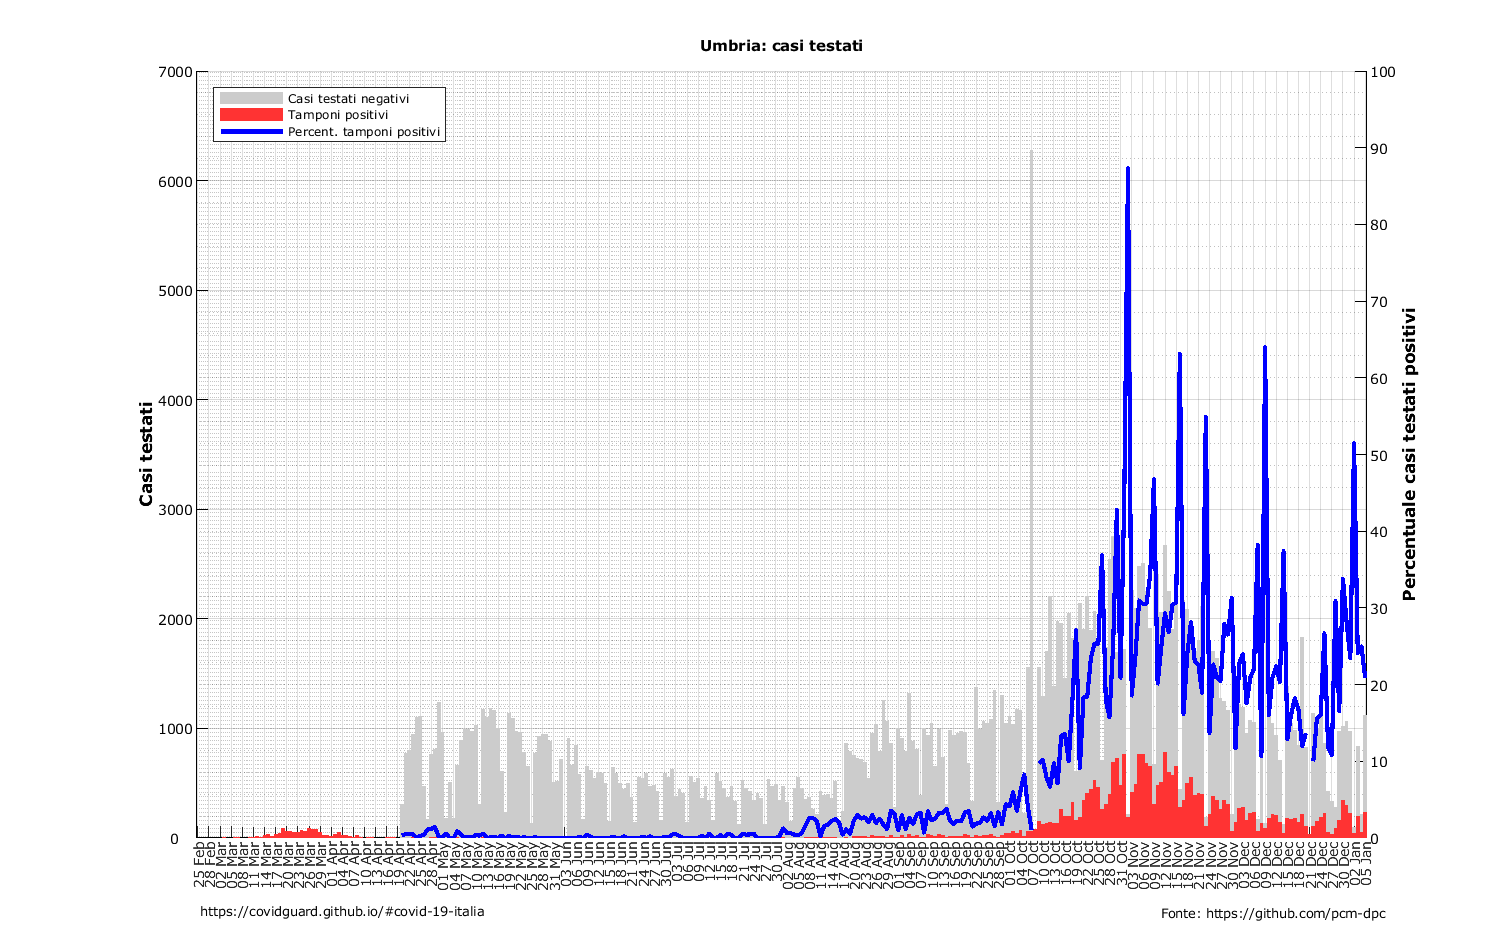 Umbria: casi testati
Casi testati negativi
Tamponi positivi
Percent. tamponi positivi
7000
6000
5000
4000
3000
2000
1000
0
Casi testati
100
90
80
70
60
50
40
30
20
10
0
Percentuale casi testati positivi
25 Feb
28 Feb
02 Mar
05 Mar
08 Mar
11 Mar
14 Mar
17 Mar
20 Mar
23 Mar
26 Mar
29 Mar
01 Apr
04 Apr
07 Apr
10 Apr
13 Apr
16 Apr
19 Apr
22 Apr
25 Apr
28 Apr
01 May
04 May
07 May
10 May
13 May
16 May
19 May
22 May
25 May
28 May
31 May
03 Jun
06 Jun
09 Jun
12 Jun
15 Jun
18 Jun
21 Jun
24 Jun
27 Jun
30 Jun
03 Jul
06 Jul
09 Jul
12 Jul
15 Jul
18 Jul
21 Jul
24 Jul
27 Jul
30 Jul
02 Aug
05 Aug
08 Aug
11 Aug
14 Aug
17 Aug
20 Aug
23 Aug
26 Aug
29 Aug
01 Sep
04 Sep
07 Sep
10 Sep
13 Sep
16 Sep
19 Sep
22 Sep
25 Sep
28 Sep
01 Oct
04 Oct
07 Oct
10 Oct
13 Oct
16 Oct
19 Oct
22 Oct
25 Oct
28 Oct
31 Oct
03 Nov
06 Nov
09 Nov
12 Nov
15 Nov
18 Nov
21 Nov
24 Nov
27 Nov
30 Nov
03 Dec
06 Dec
09 Dec
12 Dec
15 Dec
18 Dec
21 Dec
24 Dec
27 Dec
30 Dec
02 Jan
05 Jan
https://covidguard.github.io/#covid-19-italia
Fonte: https://github.com/pcm-dpc